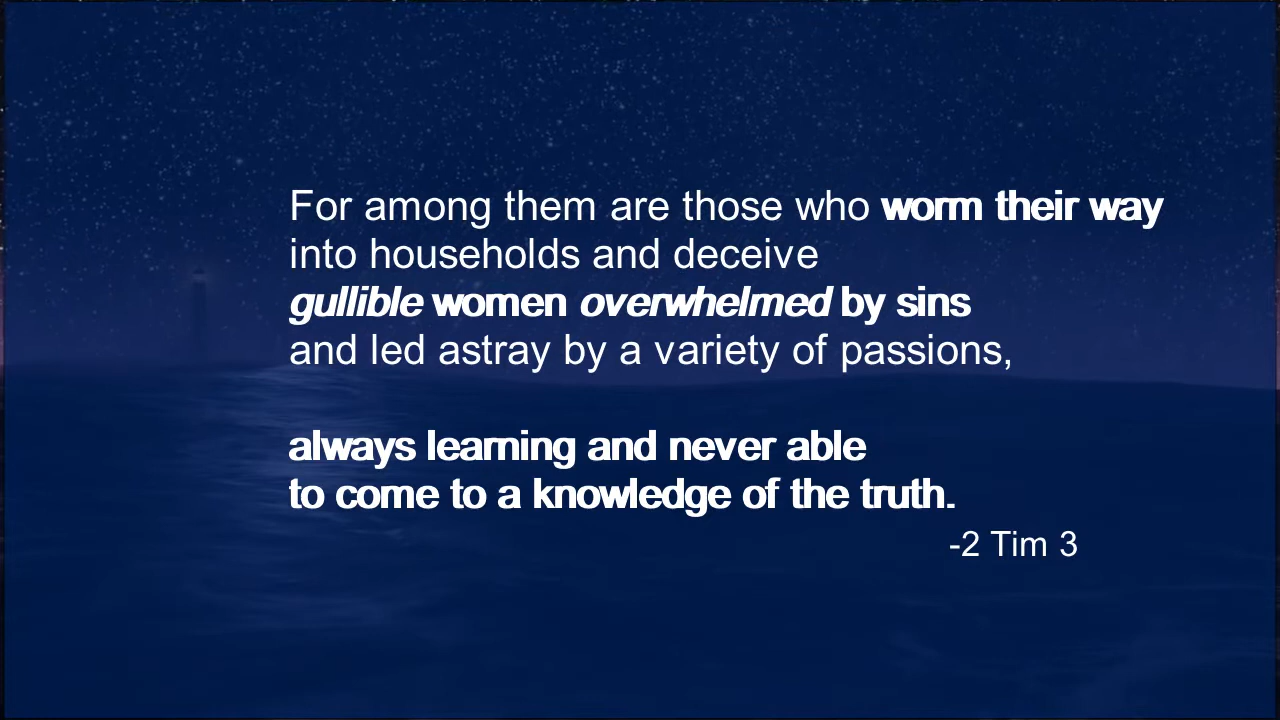 For among them are those who worm their way
into households and deceive
gullible women overwhelmed by sins
and led astray by a variety of passions,
always learning and never able
to come to a knowledge of the truth.
-2 Tim 3